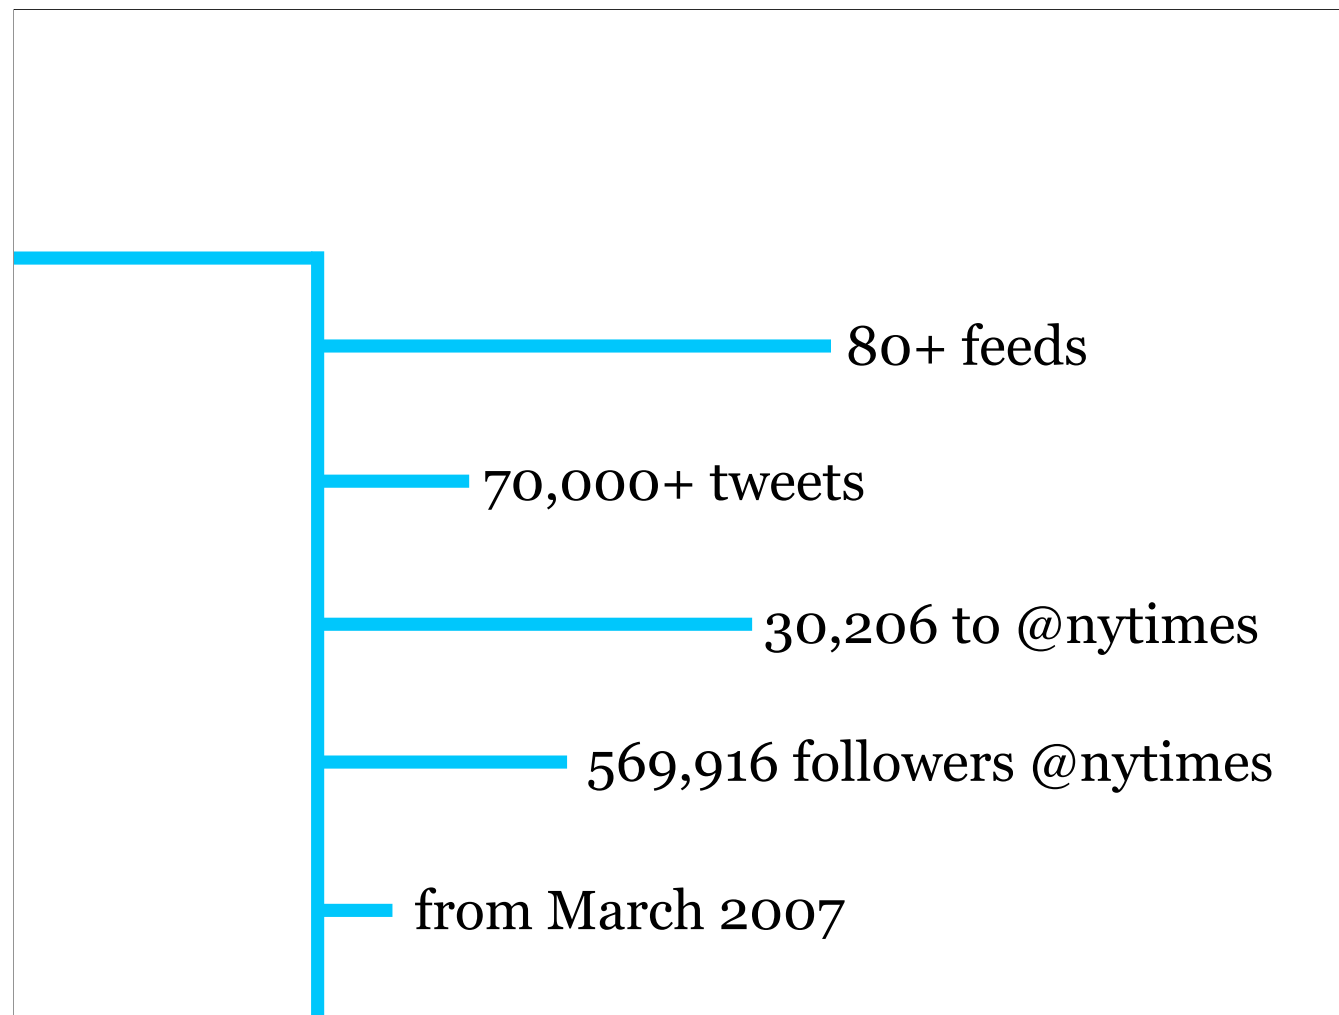 80+ feeds
70,000+ tweets
30,206 to @nytimes
569,916 followers @nytimes
from March 2007